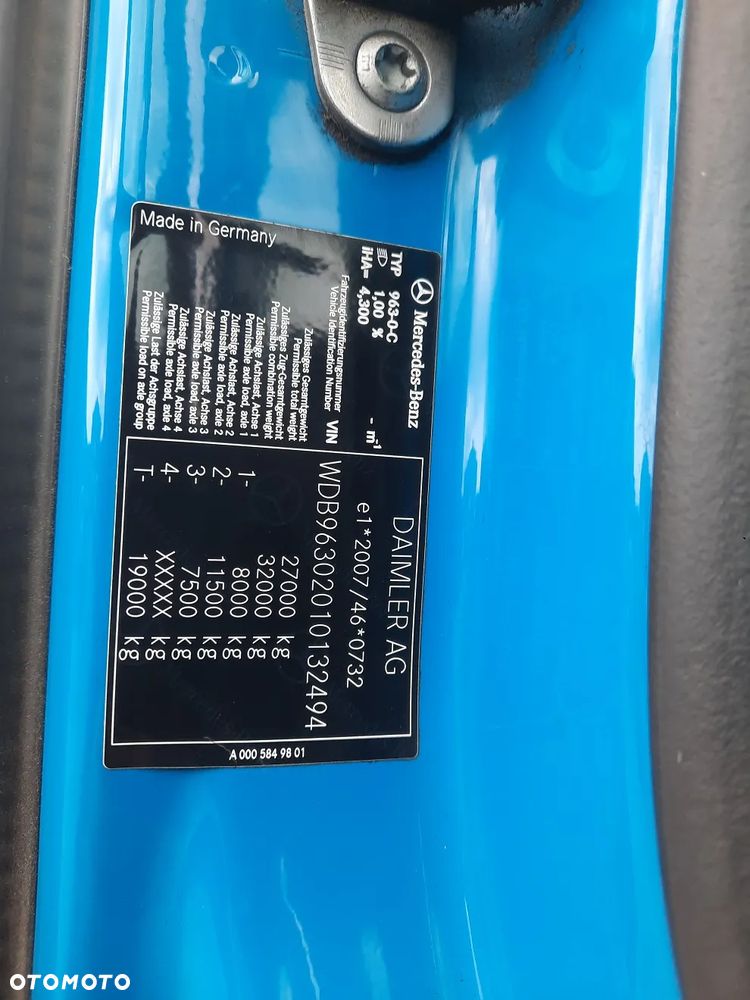 Mercedes-Benz
TYP 963-0-C
1,00 % - m⁻¹
iHA= 4,300
DAIMLER AG
e1*2007/46*0732
Fahrzeugidentifizierungsnummer
Vehicle Identification Number VIN WDB96302010132494
Zulässiges Gesamtgewicht
Permissible total weight 27000 kg
Zulässiges Zug-Gesamtgewicht
Permissible combination weight 32000 kg
Zulässige Achslast, Achse 1
Permissible axle load, axle 1 1- 8000 kg
Zulässige Achslast, Achse 2
Permissible axle load, axle 2 2- 11500 kg
Zulässige Achslast, Achse 3
Permissible axle load, axle 3 3- 7500 kg
Zulässige Achslast, Achse 4
Permissible axle load, axle 4 4- XXXXX kg
Zulässige Last der Achsgruppe
Permissible load on axle group T- 19000 kg
Made in Germany
A 000 584 98 01
OTOMOTO